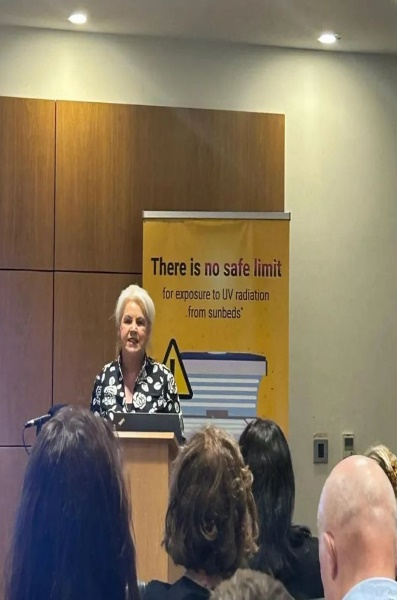 There is no safe limit
for exposure to UV radiation
from sunbeds*